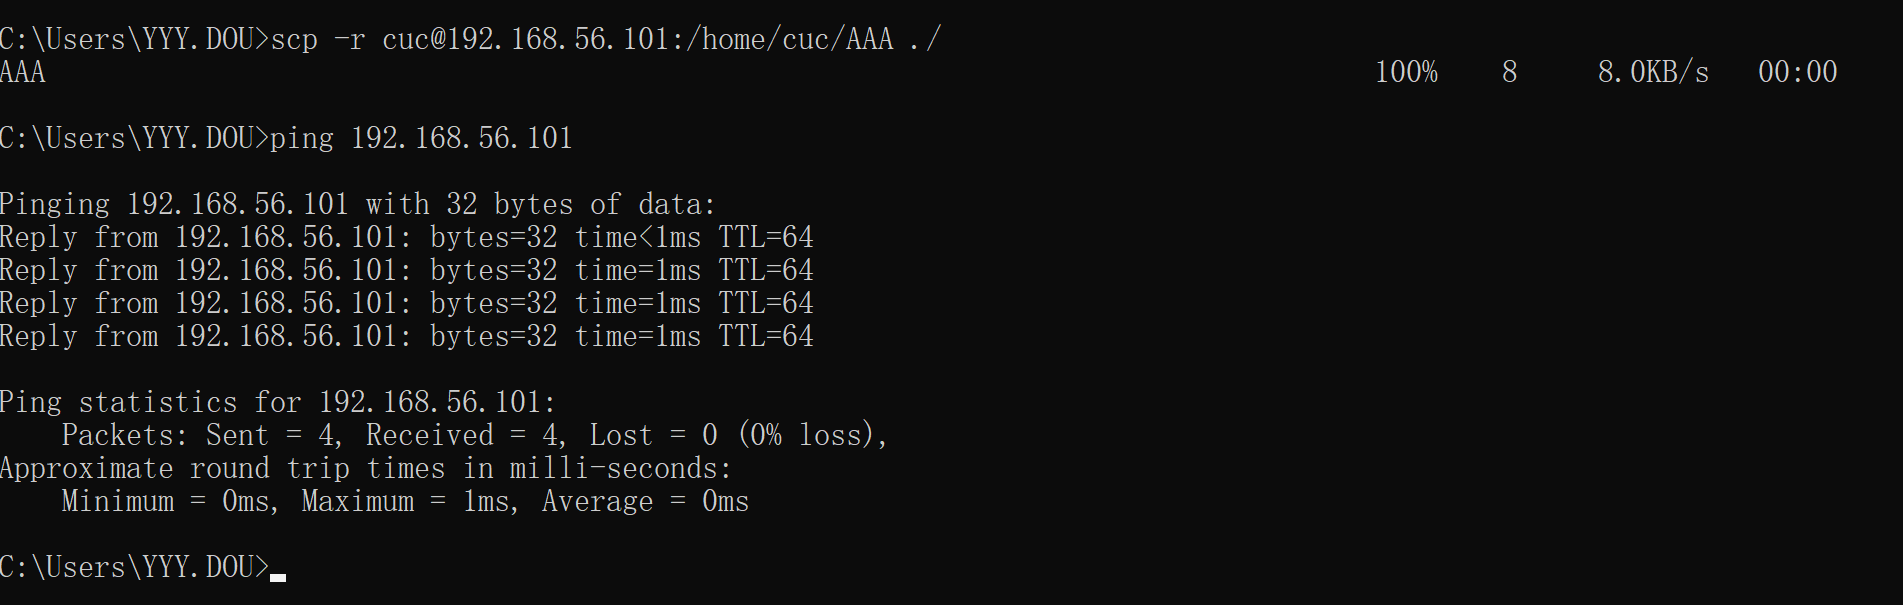 C:\Users\YYY.DOU>scp -r cuc@192.168.56.101:/home/cuc/AAA ./
AAA 100% 8 8.0KB/s 00:00
C:\Users\YYY.DOU>ping 192.168.56.101
Pinging 192.168.56.101 with 32 bytes of data:
Reply from 192.168.56.101: bytes=32 time<1ms TTL=64
Reply from 192.168.56.101: bytes=32 time=1ms TTL=64
Reply from 192.168.56.101: bytes=32 time=1ms TTL=64
Reply from 192.168.56.101: bytes=32 time=1ms TTL=64
Ping statistics for 192.168.56.101:
Packets: Sent = 4, Received = 4, Lost = 0 (0% loss),
Approximate round trip times in milli-seconds:
Minimum = 0ms, Maximum = 1ms, Average = 0ms
C:\Users\YYY.DOU>